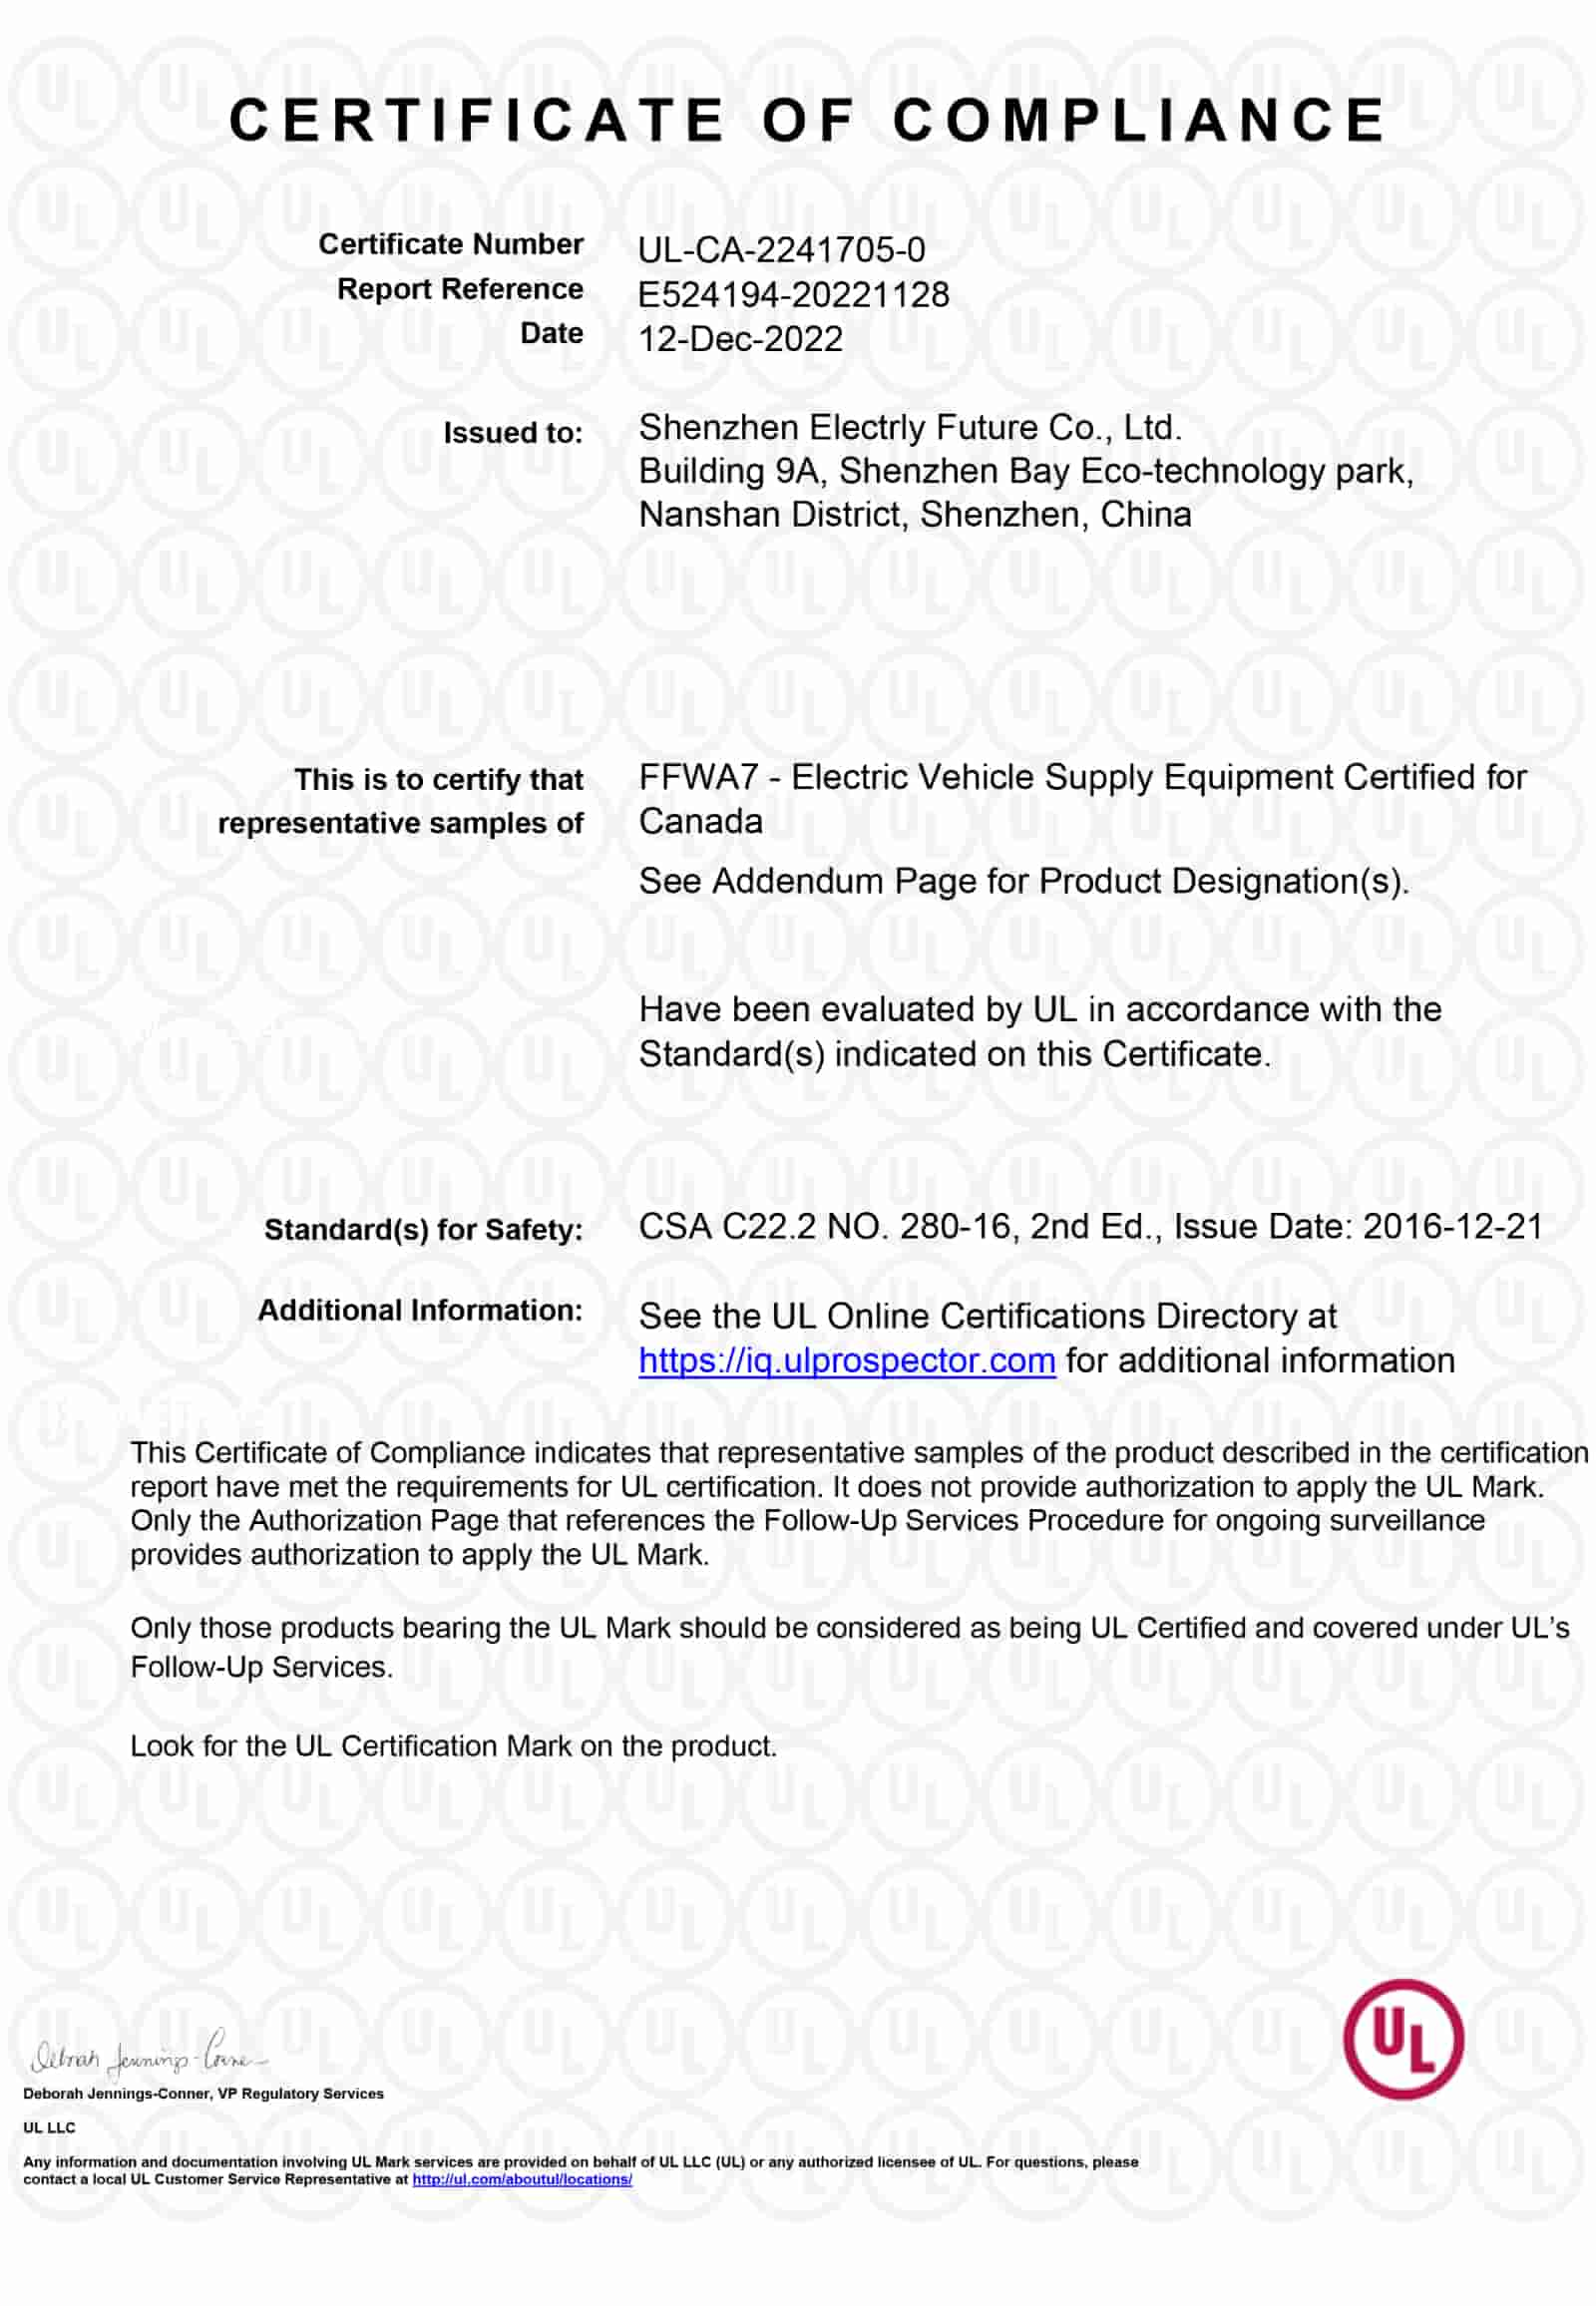 CERTIFICATE OF COMPLIANCE
Certificate Number UL-CA-2241705-0
Report Reference E524194-20221128
Date 12-Dec-2022
Issued to: Shenzhen Electrly Future Co., Ltd.
Building 9A, Shenzhen Bay Eco-technology park,
Nanshan District, Shenzhen, China
This is to certify that FFWA7 - Electric Vehicle Supply Equipment Certified for
representative samples of Canada
See Addendum Page for Product Designation(s).
Have been evaluated by UL in accordance with the
Standard(s) indicated on this Certificate.
Standard(s) for Safety: CSA C22.2 NO. 280-16, 2nd Ed., Issue Date: 2016-12-21
Additional Information: See the UL Online Certifications Directory at
https://iq.ulprospector.com for additional information
This Certificate of Compliance indicates that representative samples of the product described in the certification
report have met the requirements for UL certification. It does not provide authorization to apply the UL Mark.
Only the Authorization Page that references the Follow-Up Services Procedure for ongoing surveillance
provides authorization to apply the UL Mark.
Only those products bearing the UL Mark should be considered as being UL Certified and covered under UL’s
Follow-Up Services.
Look for the UL Certification Mark on the product.
UL
Deborah Jennings-Conner
Deborah Jennings-Conner, VP Regulatory Services
UL LLC
Any information and documentation involving UL Mark services are provided on behalf of UL LLC (UL) or any authorized licensee of UL. For questions, please
contact a local UL Customer Service Representative at http://ul.com/aboutul/locations/